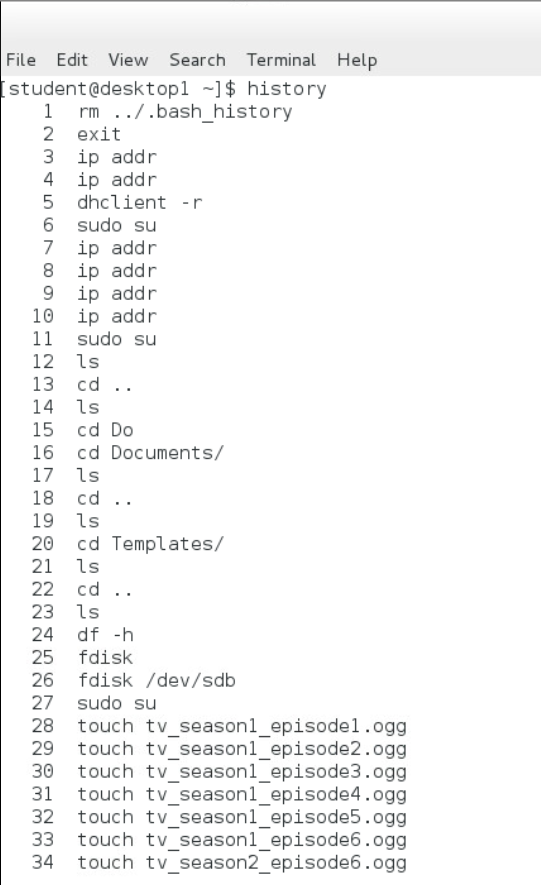 File Edit View Search Terminal Help
[student@desktop1 ~]$ history
1 rm ../.bash_history
2 exit
3 ip addr
4 ip addr
5 dhclient -r
6 sudo su
7 ip addr
8 ip addr
9 ip addr
10 ip addr
11 sudo su
12 ls
13 cd ..
14 ls
15 cd Do
16 cd Documents/
17 ls
18 cd ..
19 ls
20 cd Templates/
21 ls
22 cd ..
23 ls
24 df -h
25 fdisk
26 fdisk /dev/sdb
27 sudo su
28 touch tv_season1_episode1.ogg
29 touch tv_season1_episode2.ogg
30 touch tv_season1_episode3.ogg
31 touch tv_season1_episode4.ogg
32 touch tv_season1_episode5.ogg
33 touch tv_season1_episode6.ogg
34 touch tv_season2_episode6.ogg